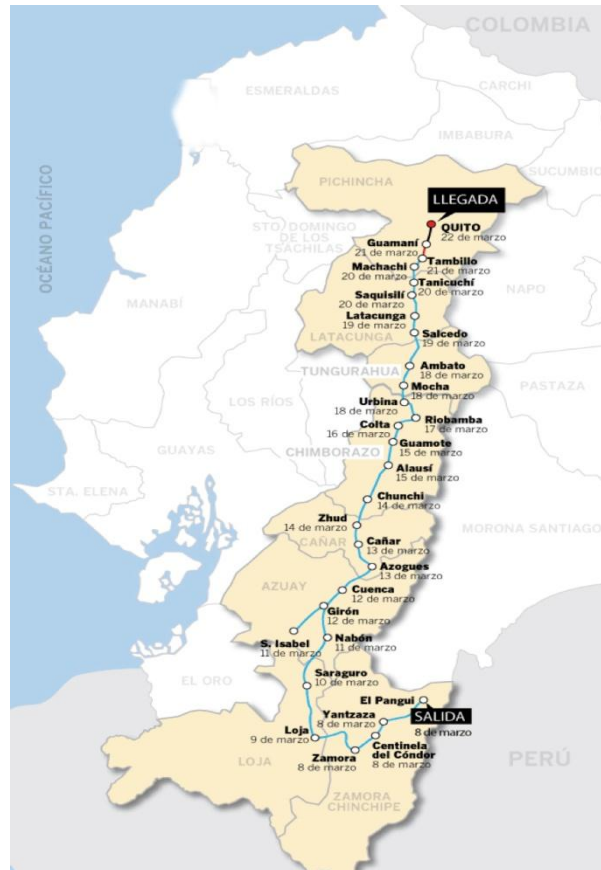 COLOMBIA
ESMERALDAS
CARCHI
IMBABURA
SUCUMBIO
PICHINCHA
OCÉANO PACÍFICO
LLEGADA
QUITO
22 de marzo
STO/DOMINGO
DE LOS
TSACHILAS
Guamaní
21 de marzo
Tambillo
21 de marzo
Machachi
20 de marzo
Tanicuchí
20 de marzo
NAPO
Saquisilí
20 de marzo
MANABÍ
Latacunga
19 de marzo
LATACUNGA
Salcedo
19 de marzo
Ambato
18 de marzo
TUNGURAHUA
Mocha
18 de marzo
PASTAZA
LOS RÍOS
Urbina
18 de marzo
Riobamba
17 de marzo
Colta
16 de marzo
Guamote
15 de marzo
GUAYAS
CHIMBORAZO
Alausí
15 de marzo
STA. ELENA
Chunchi
14 de marzo
Zhud
14 de marzo
MORONA SANTIAGO
CAÑAR
Cañar
13 de marzo
Azogues
13 de marzo
AZUAY
Cuenca
12 de marzo
Girón
12 de marzo
S. Isabel
11 de marzo
Nabón
11 de marzo
EL ORO
Saraguro
10 de marzo
El Pangui
SALIDA
8 de marzo
Yantzaza
8 de marzo
Loja
9 de marzo
Centinela
del Cóndor
8 de marzo
Zamora
8 de marzo
LOJA
PERÚ
ZAMORA
CHINCHIPE